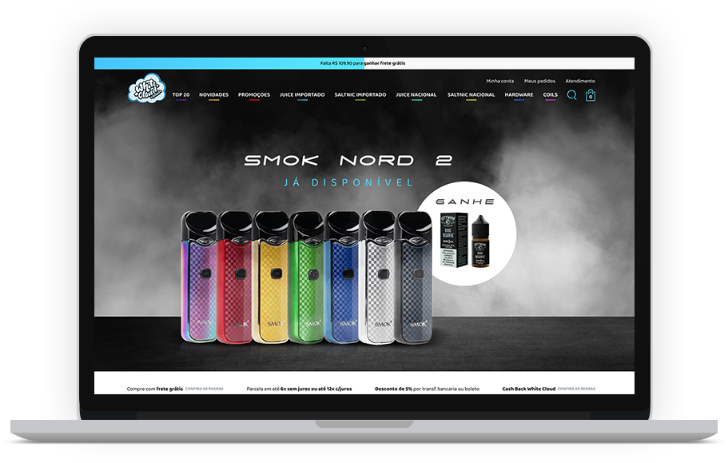 Falta R$ 109,90 para ganhar frete grátis
Minha conta Meus pedidos Atendimento
White Cloud
TOP 20 NOVIDADES PROMOÇÕES JUICE IMPORTADO SALTNIC IMPORTADO JUICE NACIONAL SALTNIC NACIONAL HARDWARE COILS 0
SMOK NORD 2
JÁ DISPONÍVEL
GANHE
SMOK SMOK SMOK SMOK SMOK SMOK SMOK
Compre com frete grátis CONFIRA AS REGRAS Parcele em até 6x sem juros ou até 12x c/juros Desconto de 5% por transf. bancaria ou boleto Cash Back White Cloud CONFIRA AS REGRAS